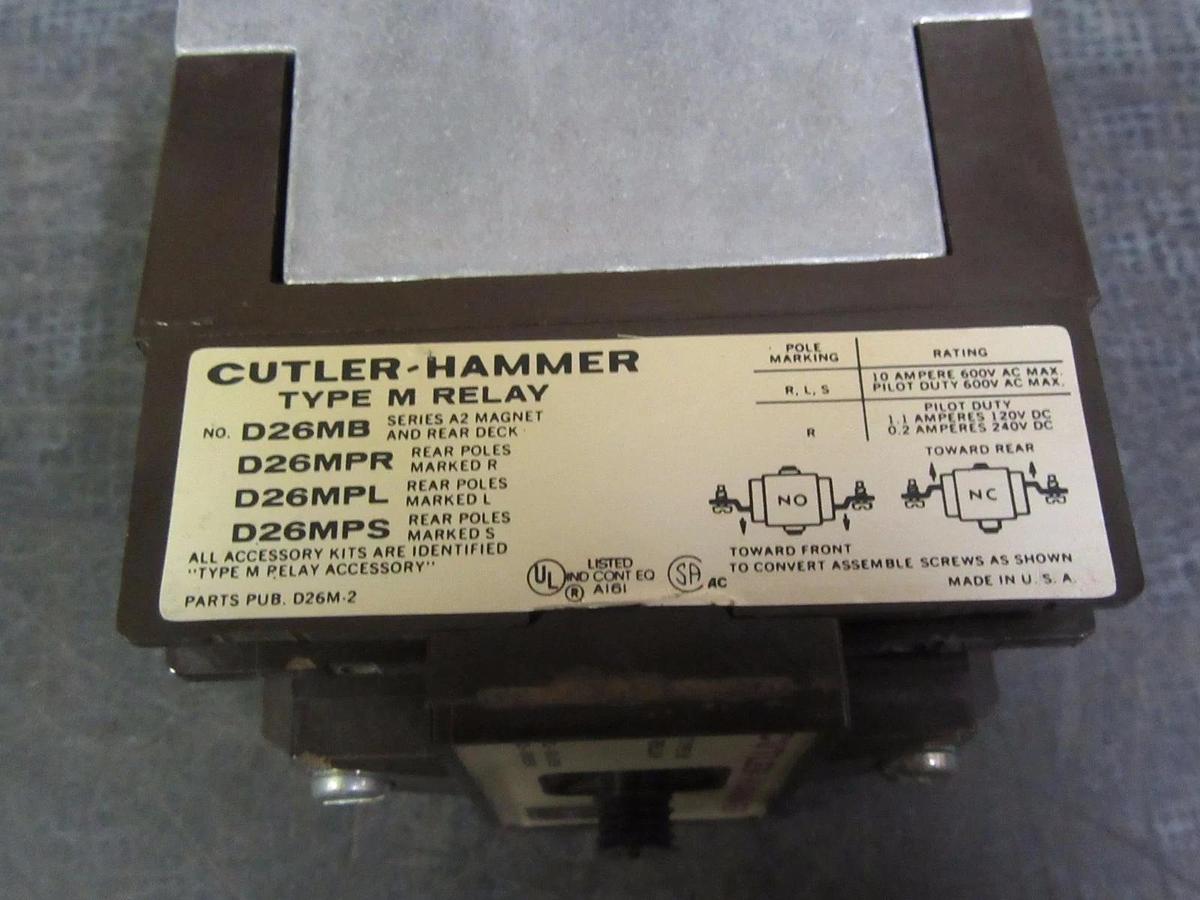 CUTLER-HAMMER
TYPE M RELAY
NO. D26MB SERIES A2 MAGNET
AND REAR DECK
D26MPR REAR POLES
MARKED R
D26MPL REAR POLES
MARKED L
D26MPS REAR POLES
MARKED S
ALL ACCESSORY KITS ARE IDENTIFIED
"TYPE M RELAY ACCESSORY"
PARTS PUB. D26M-2
UL ®
LISTED
IND CONT EQ
A161
SA AC
POLE
MARKING
RATING
R, L, S
10 AMPERE 600V AC MAX.
PILOT DUTY 600V AC MAX.
R
PILOT DUTY
1.1 AMPERES 120V DC
0.2 AMPERES 240V DC
TOWARD REAR
NO
NC
TOWARD FRONT
TO CONVERT ASSEMBLE SCREWS AS SHOWN
MADE IN U.S.A.